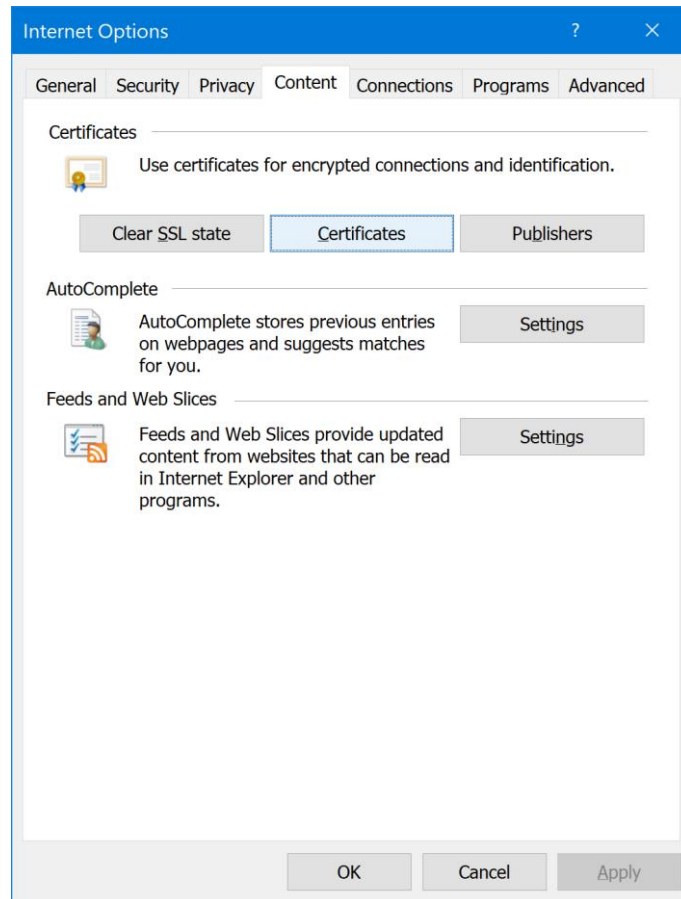 Internet Options ? ×
General Security Privacy Content Connections Programs Advanced
Certificates
Use certificates for encrypted connections and identification.
Clear SSL state Certificates Publishers
AutoComplete
AutoComplete stores previous entries
on webpages and suggests matches
for you.
Settings
Feeds and Web Slices
Feeds and Web Slices provide updated
content from websites that can be read
in Internet Explorer and other
programs.
Settings
OK Cancel Apply